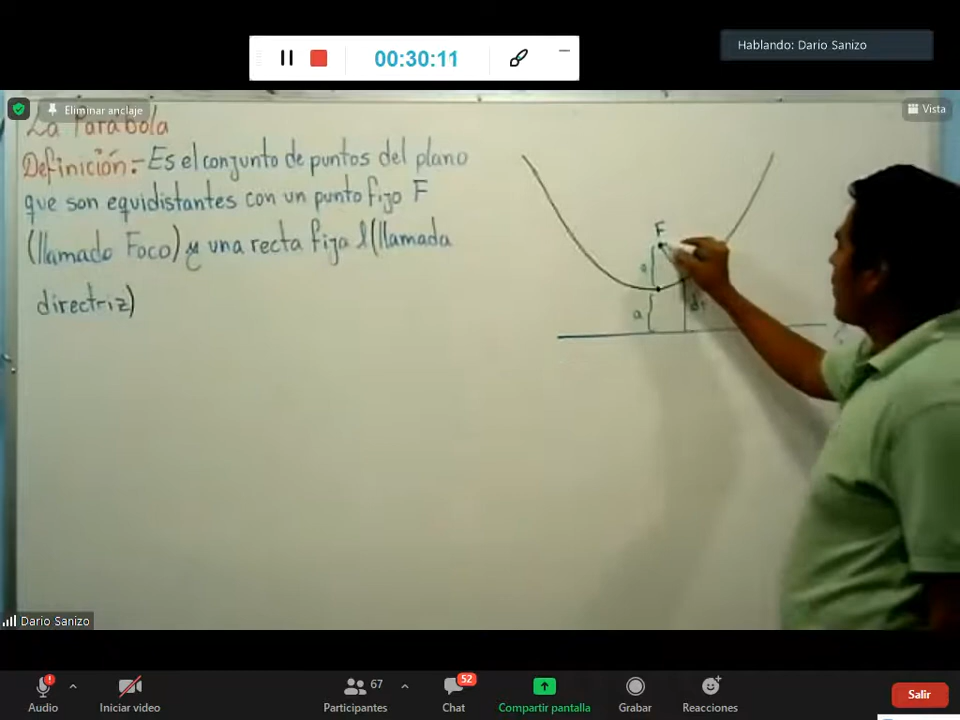 00:30:11
Hablando: Dario Sanizo
Eliminar anclaje
Vista
La Parábola
Definición:- Es el conjunto de puntos del plano
que son equidistantes con un punto fijo F
(llamado Foco) y una recta fija l (llamada
directriz)
F
a
a
d1
Dario Sanizo
52
67
Audio
Iniciar video
Participantes
Chat
Compartir pantalla
Grabar
Reacciones
Salir